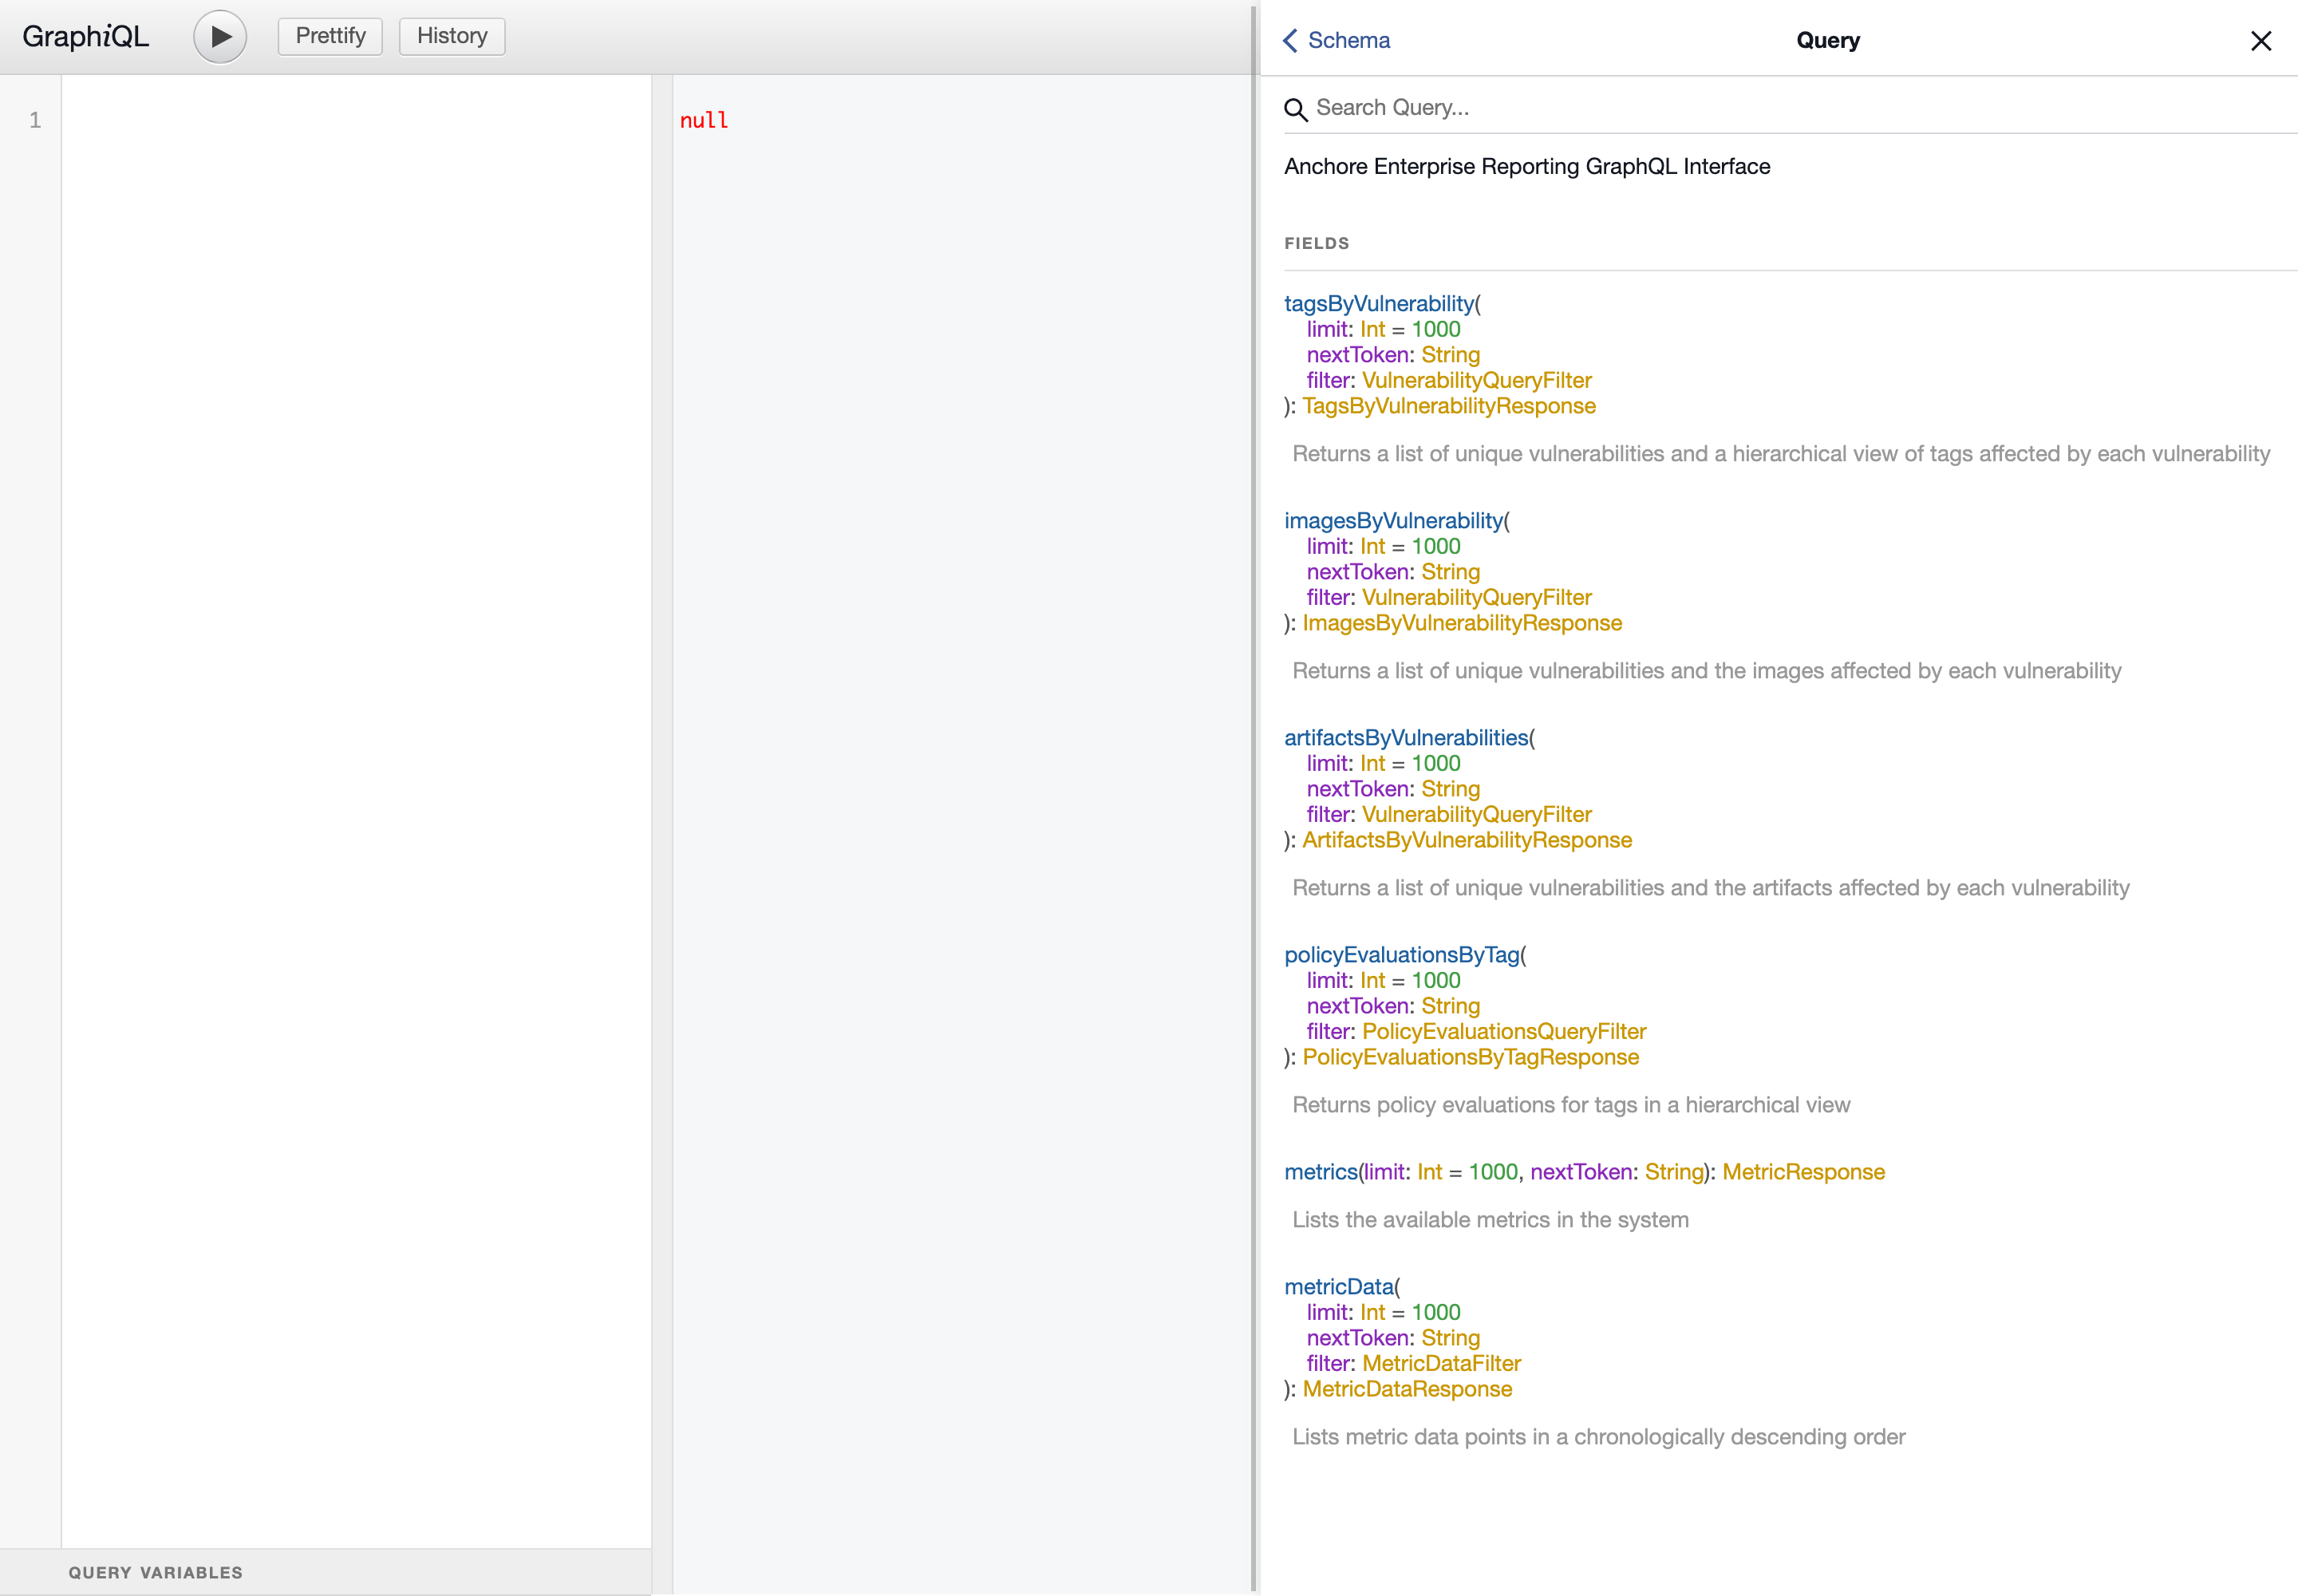 GraphiQL
Prettify
History
1
null
QUERY VARIABLES
Schema
Query
Search Query...
Anchore Enterprise Reporting GraphQL Interface
FIELDS
tagsByVulnerability(
limit: Int = 1000
nextToken: String
filter: VulnerabilityQueryFilter
): TagsByVulnerabilityResponse
Returns a list of unique vulnerabilities and a hierarchical view of tags affected by each vulnerability
imagesByVulnerability(
limit: Int = 1000
nextToken: String
filter: VulnerabilityQueryFilter
): ImagesByVulnerabilityResponse
Returns a list of unique vulnerabilities and the images affected by each vulnerability
artifactsByVulnerabilities(
limit: Int = 1000
nextToken: String
filter: VulnerabilityQueryFilter
): ArtifactsByVulnerabilityResponse
Returns a list of unique vulnerabilities and the artifacts affected by each vulnerability
policyEvaluationsByTag(
limit: Int = 1000
nextToken: String
filter: PolicyEvaluationsQueryFilter
): PolicyEvaluationsByTagResponse
Returns policy evaluations for tags in a hierarchical view
metrics(limit: Int = 1000, nextToken: String): MetricResponse
Lists the available metrics in the system
metricData(
limit: Int = 1000
nextToken: String
filter: MetricDataFilter
): MetricDataResponse
Lists metric data points in a chronologically descending order